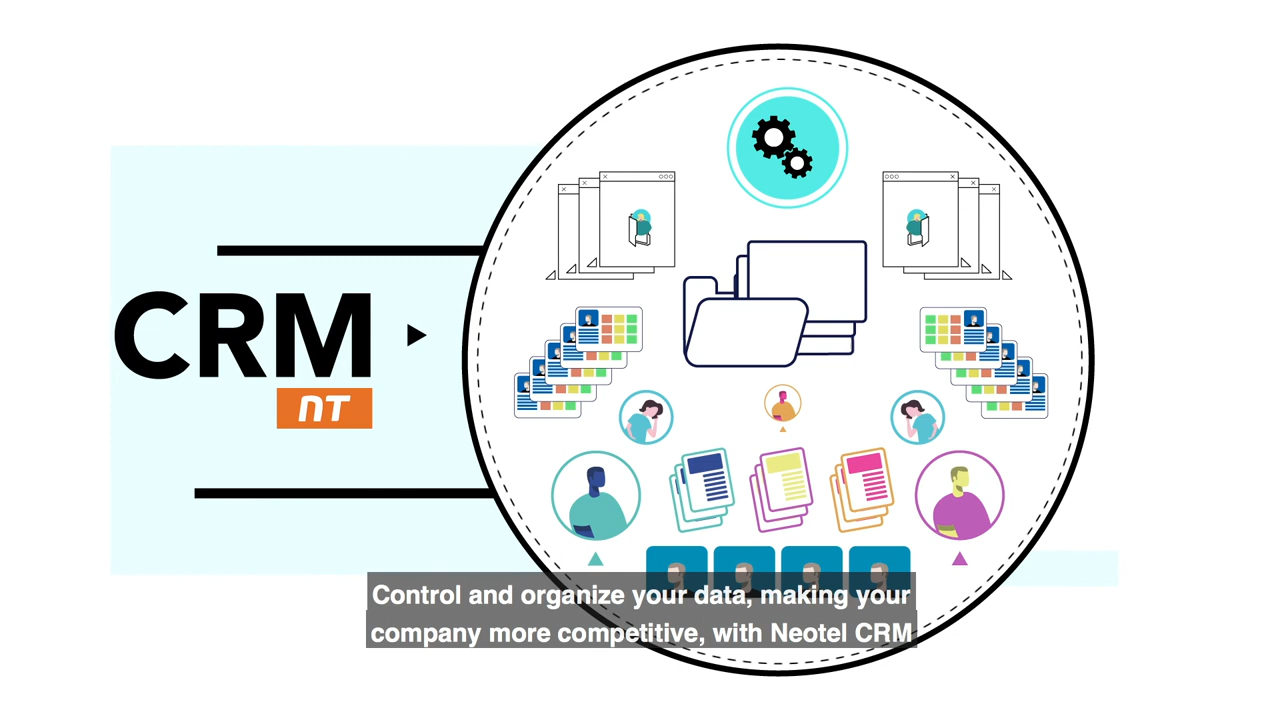 CRM
NT
Control and organize your data, making your
company more competitive, with Neotel CRM